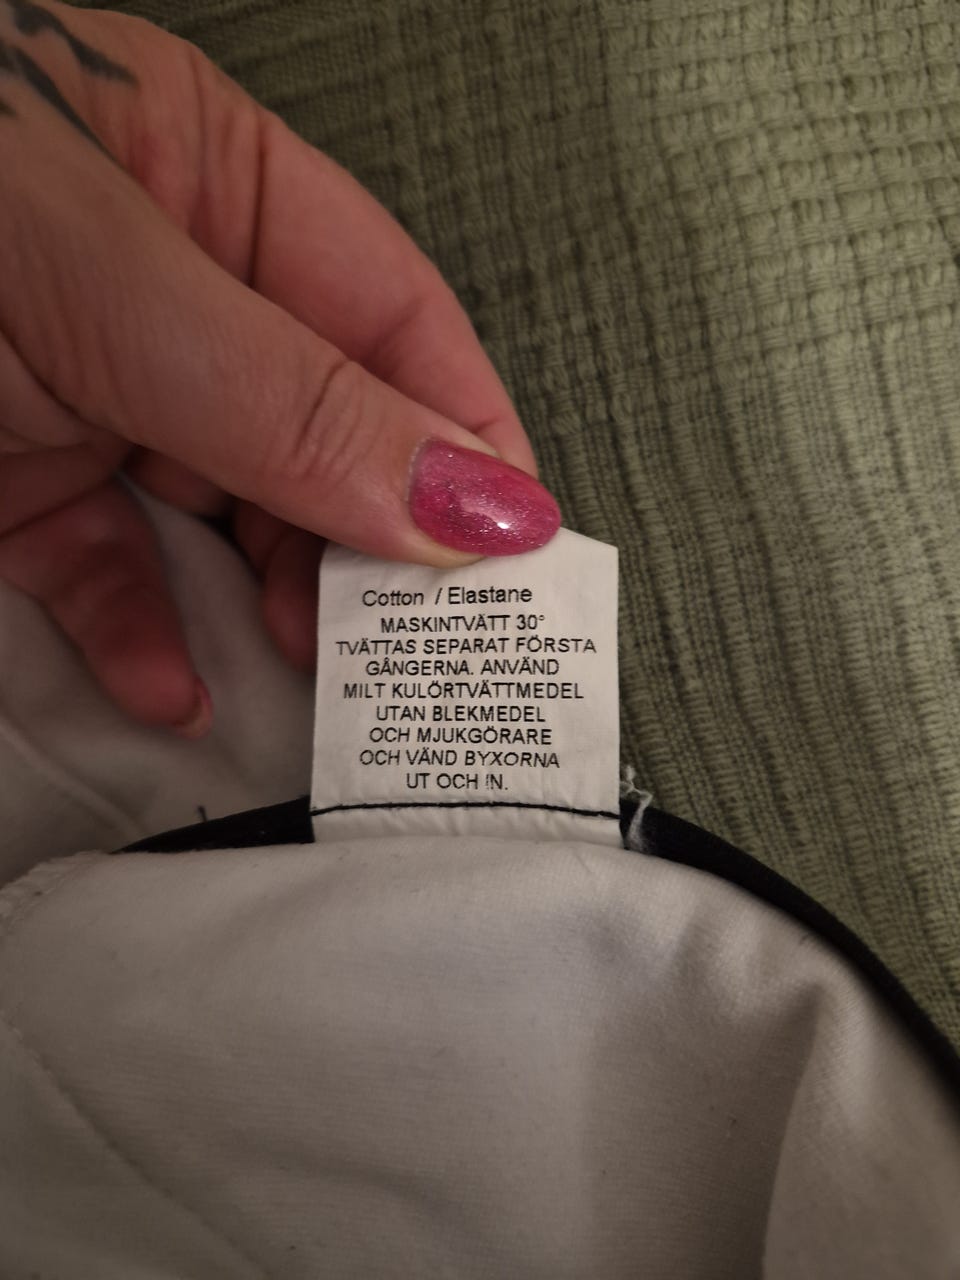 Cotton / Elastane
MASKINTVÄTT 30°
TVÄTTAS SEPARAT FÖRSTA
GÅNGERNA. ANVÄND
MILT KULÖRTVÄTTMEDEL
UTAN BLEKMEDEL
OCH MJUKGÖRARE
OCH VÄND BYXORNA
UT OCH IN.